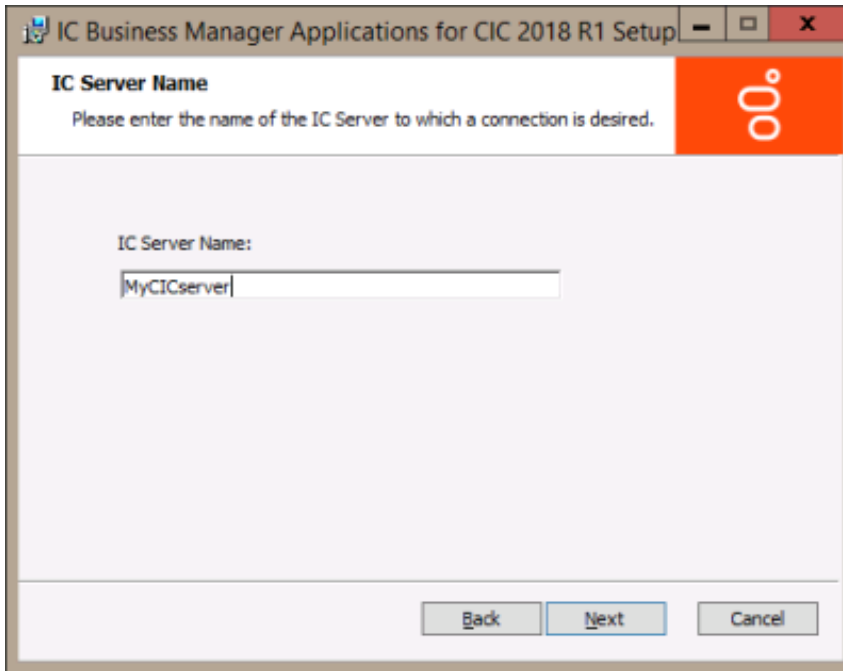 IC Business Manager Applications for CIC 2018 R1 Setup
IC Server Name
Please enter the name of the IC Server to which a connection is desired.
IC Server Name:
MyCICserver
Back Next Cancel